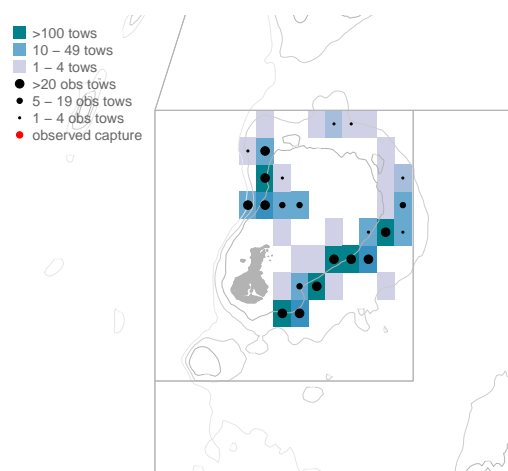 >100 tows
10 – 49 tows
1 – 4 tows
>20 obs tows
5 – 19 obs tows
1 – 4 obs tows
observed capture